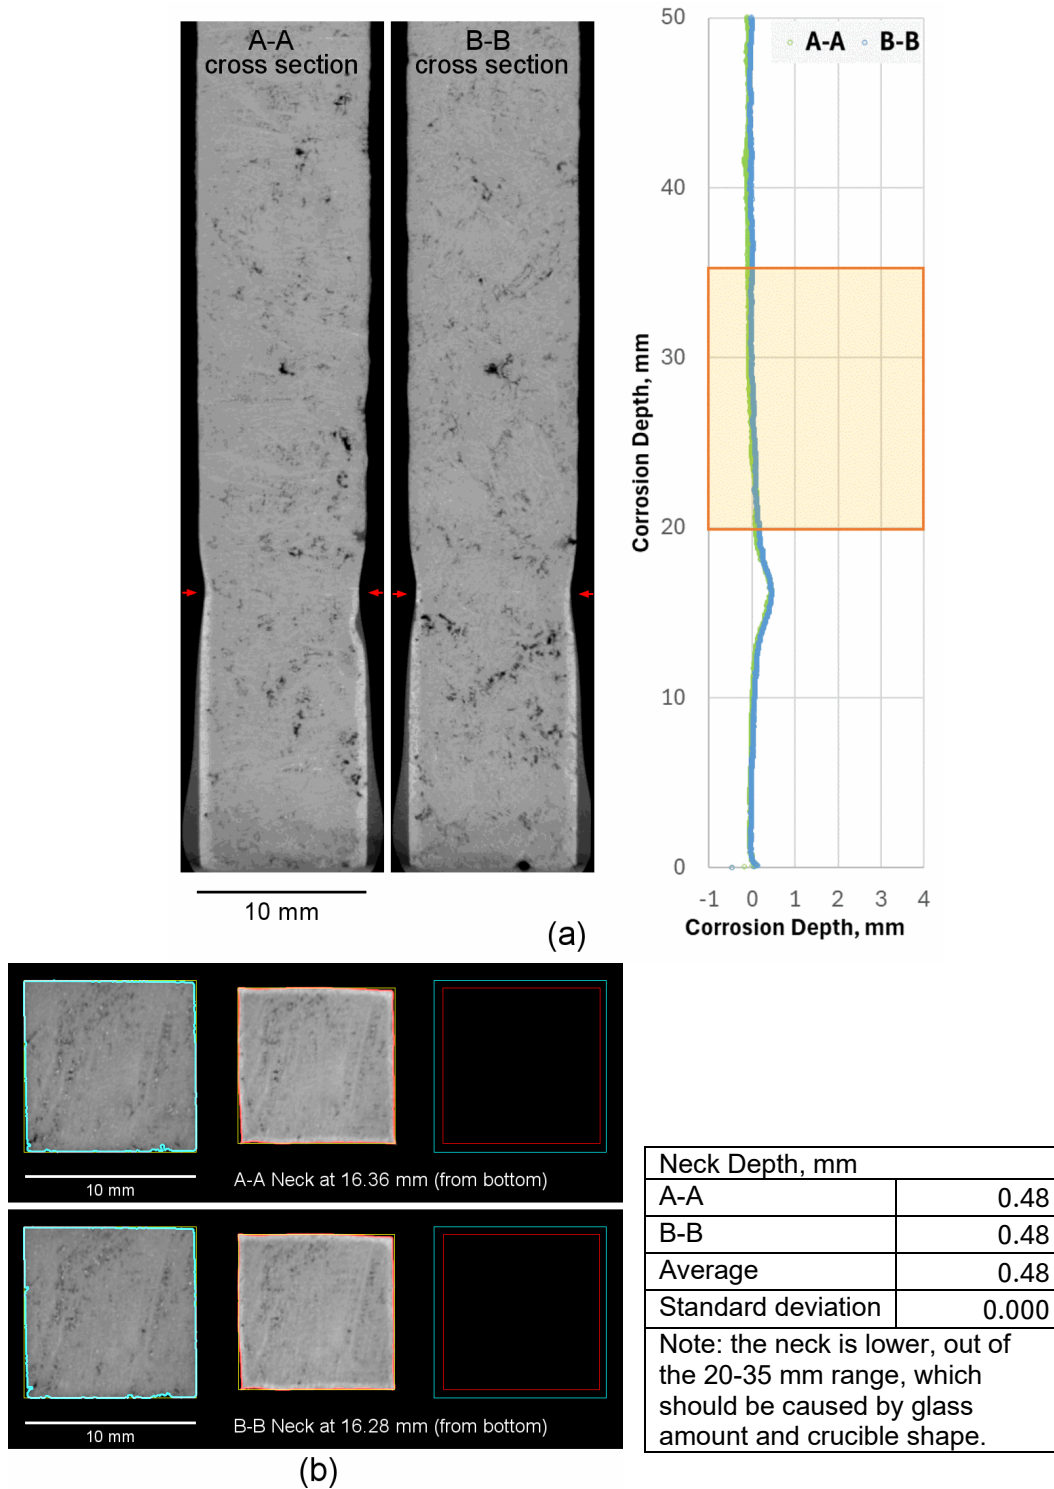 A-A
cross section
B-B
cross section
10 mm
(a)
50
40
30
20
10
0
Corrosion Depth, mm
A-A
B-B
-1 0 1 2 3 4
Corrosion Depth, mm
10 mm
A-A Neck at 16.36 mm (from bottom)
10 mm
B-B Neck at 16.28 mm (from bottom)
(b)
Neck Depth, mm
A-A 0.48
B-B 0.48
Average 0.48
Standard deviation 0.000
Note: the neck is lower, out of
the 20-35 mm range, which
should be caused by glass
amount and crucible shape.